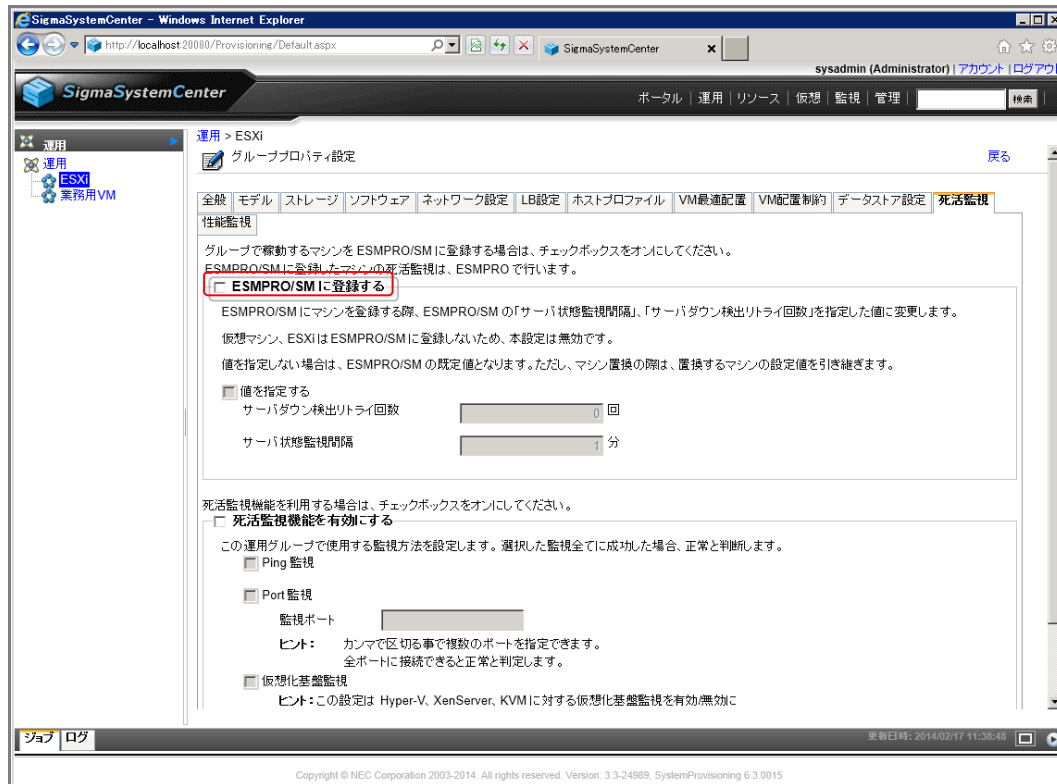 SigmaSystemCenter - Windows Internet Explorer
http://localhost:20080/Provisioning/Default.aspx
SigmaSystemCenter
sysadmin (Administrator) | アカウント | ログアウ
SigmaSystemCenter
ポータル | 運用 | リソース | 仮想 | 監視 | 管理 |
検索
運用
運用
ESXi
業務用VM
運用 > ESXi
グループプロパティ設定
戻る
全般 モデル ストレージ ソフトウェア ネットワーク設定 LB設定 ホストプロファイル VM最適配置 VM配置制約 データストア設定 死活監視
性能監視
グループで稼動するマシンを ESMPRO/SMに登録する場合は、チェックボックスをオンにしてください。
ESMPRO/SMに登録したマシンの死活監視は、ESMPRO で行います。
ESMPRO/SMに登録する
ESMPRO/SMにマシンを登録する際、ESMPRO/SM の「サーバ状態監視間隔」、「サーバダウン検出リトライ回数」を指定した値に変更します。
仮想マシン、ESXiはESMPRO/SMに登録しないため、本設定は無効です。
値を指定しない場合は、ESMPRO/SM の既定値となります。ただし、マシン置換の際は、置換するマシンの設定値を引き継ぎます。
値を指定する
サーバダウン検出リトライ回数 0 回
サーバ状態監視間隔 1 分
死活監視機能を利用する場合は、チェックボックスをオンにしてください。
死活監視機能を有効にする
この運用グループで使用する監視方法を設定します。選択した監視全てに成功した場合、正常と判断します。
Ping 監視
Port 監視
監視ポート
ヒント： カンマで区切る事で複数のポートを指定できます。
全ポートに接続できると正常と判定します。
仮想化基盤監視
ヒント：この設定は Hyper-V、XenServer、KVMに対する仮想化基盤監視を有効/無効に
ジョブ ログ
更新日時: 2014/02/17 11:38:48
Copyright © NEC Corporation 2003-2014. All rights reserved. Version: 3.3-24989, SystemProvisioning 6.3.0015